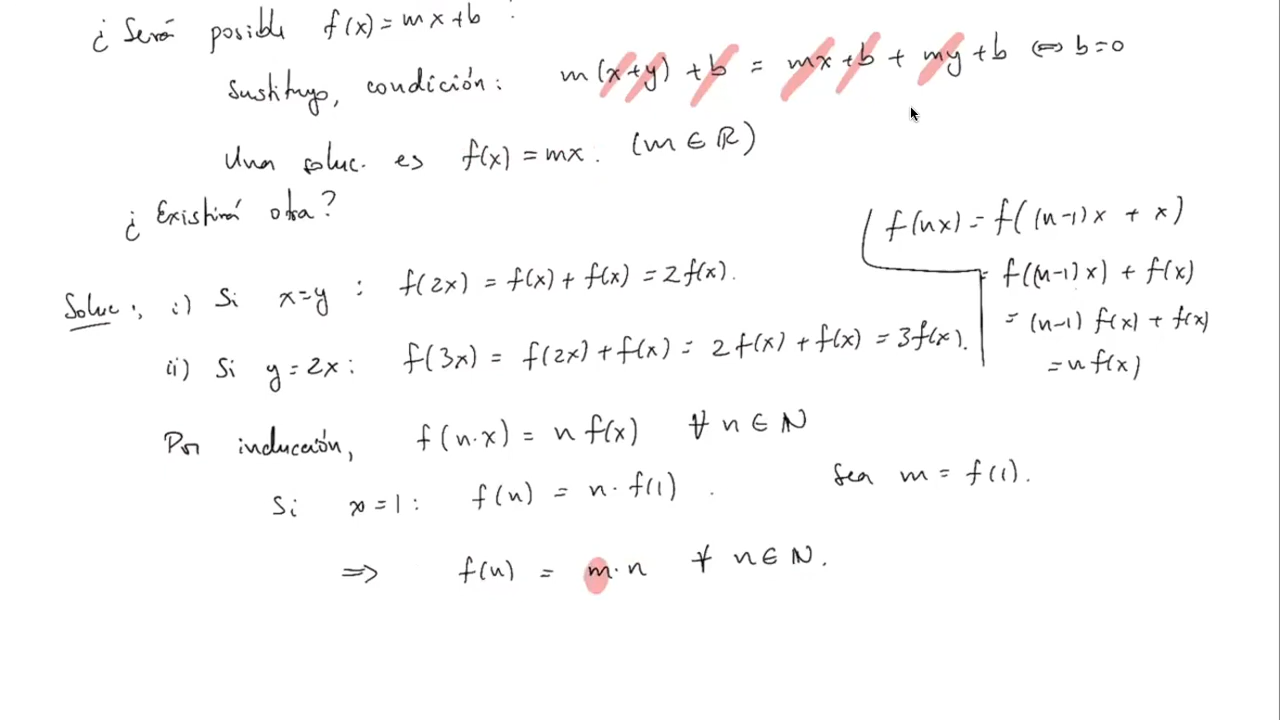 ¿ Será posible f(x) = mx+b :
Sustituyo, condición: m(x+y) + b = mx + b + my + b ⇔ b=0
Una soluc. es f(x) = mx. (m ∈ ℝ)
¿ Existirá otra?
f(nx) = f((n-1)x + x)
= f((n-1)x) + f(x)
= (n-1) f(x) + f(x)
= n f(x)
Soluc.: i) Si x=y : f(2x) = f(x) + f(x) = 2f(x).
ii) Si y=2x: f(3x) = f(2x) + f(x) = 2f(x) + f(x) = 3f(x).
Por inducción, f(n·x) = n f(x) ∀ n ∈ ℕ
Si x=1: f(n) = n·f(1) . Sea m = f(1).
⇒ f(n) = m·n ∀ n ∈ ℕ.